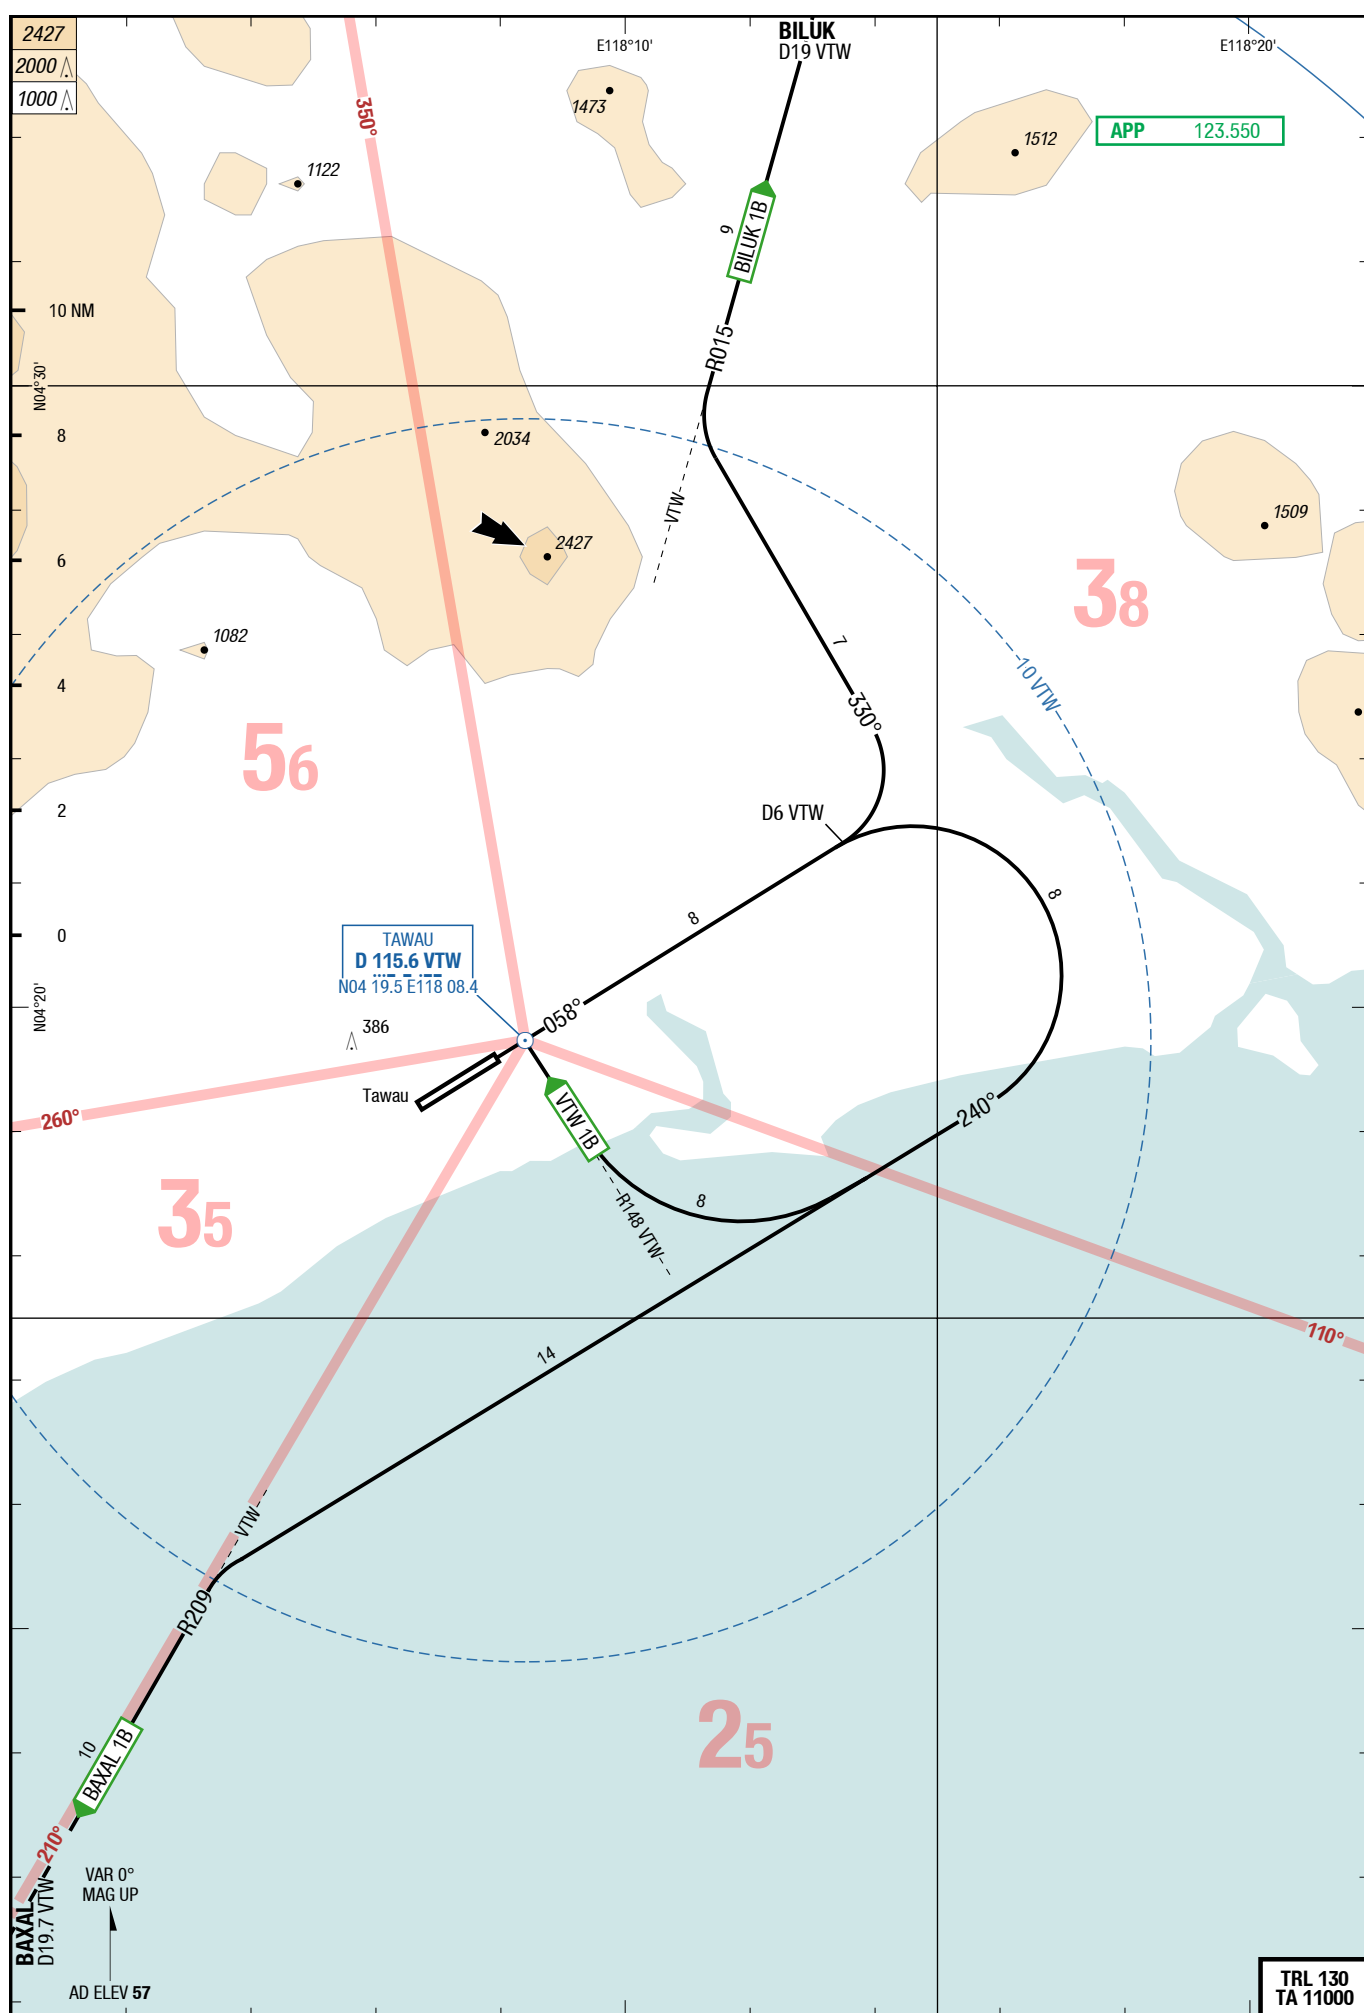 2427
2000
1000
BILUK
D19 VTW
E118°10'
E118°20'
350°
1473
1512
APP 123.550
1122
9
BILUK 1B
10 NM
R015
N04°30'
8
2034
VTW
2427
1509
6
38
1082
7
4
10 VTW
330°
56
2
D6 VTW
8
8
0
TAWAU
D 115.6 VTW
N04 19.5 E118 08.4
N04°20'
058°
386
Tawau
260°
VTW 1B
240°
35
8
R148 VTW
110°
14
VTW
R209
25
10
BAXAL 1B
210°
VAR 0°
MAG UP
BAXAL
D19.7 VTW
AD ELEV 57
TRL 130
TA 11000